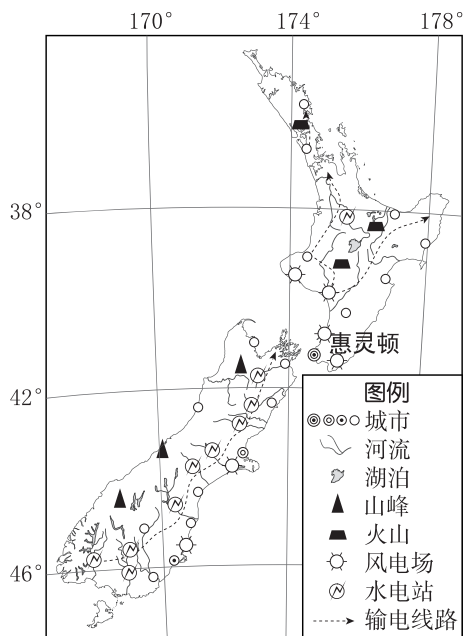 170° 174° 178°
38°
惠灵顿
42°
46°
图例
城市
河流
湖泊
山峰
火山
风电场
水电站
输电线路